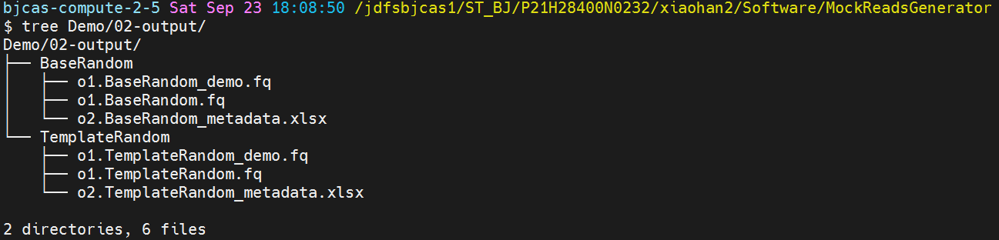 bjcas-compute-2-5 Sat Sep 23 18:08:50 /jdfsbjcas1/ST_BJ/P21H28400N0232/xiaohan2/Software/MockReadsGenerator
$ tree Demo/02-output/
Demo/02-output/
├── BaseRandom
│   ├── o1.BaseRandom_demo.fq
│   ├── o1.BaseRandom.fq
│   └── o2.BaseRandom_metadata.xlsx
└── TemplateRandom
    ├── o1.TemplateRandom_demo.fq
    ├── o1.TemplateRandom.fq
    └── o2.TemplateRandom_metadata.xlsx

2 directories, 6 files